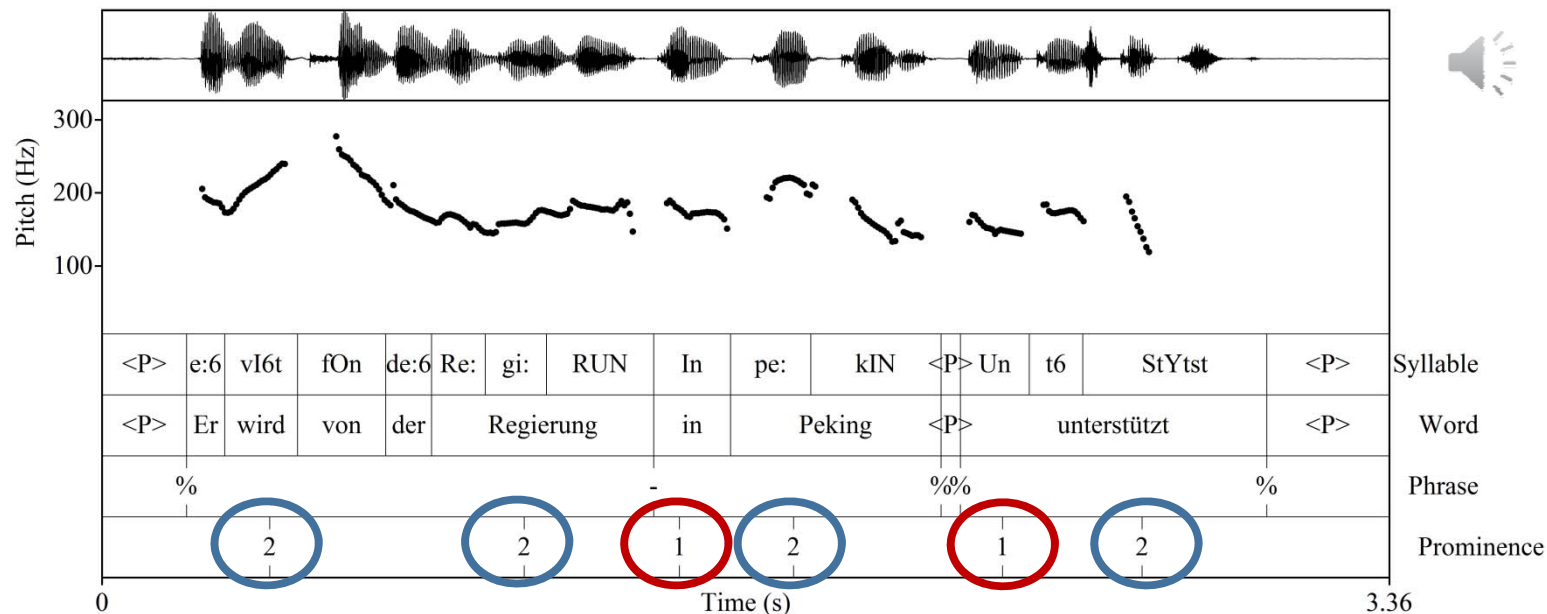 Pitch (Hz)
300
200
100
<P> e:6 vI6t fOn de:6 Re: gi: RUN In pe: kIN <P> Un t6 StYtst <P> Syllable
<P> Er wird von der Regierung in Peking <P> unterstützt <P> Word
% - %% % Phrase
2 2 1 2 1 2 Prominence
0 Time (s) 3.36